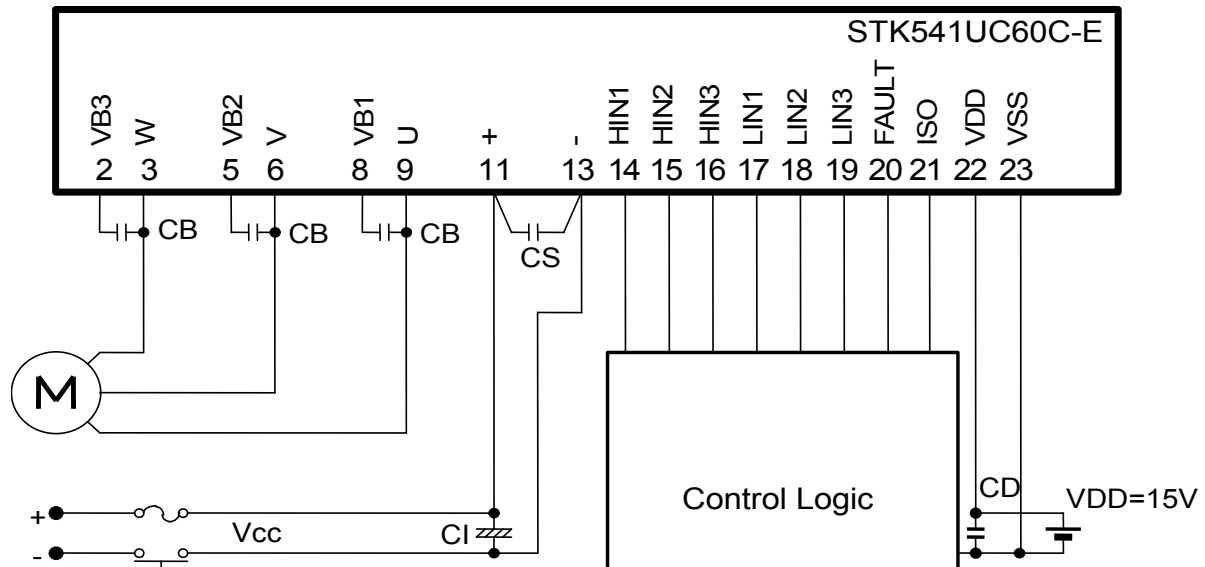 STK541UC60C-E
VB3 W VB2 V VB1 U + - HIN1 HIN2 HIN3 LIN1 LIN2 LIN3 FAULT ISO VDD VSS
2 3 5 6 8 9 11 13 14 15 16 17 18 19 20 21 22 23
CB CB CB
CS
M
Control Logic
CD VDD=15V
+ Vcc CI
-